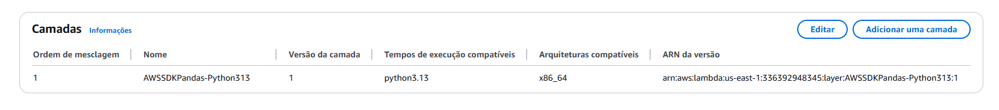 Camadas Informações Editar Adicionar uma camada
Ordem de mesclagem Nome Versão da camada Tempos de execução compatíveis Arquiteturas compatíveis ARN da versão
1 AWSSDKPandas-Python313 1 python3.13 x86_64 arn:aws:lambda:us-east-1:336392948345:layer:AWSSDKPandas-Python313:1